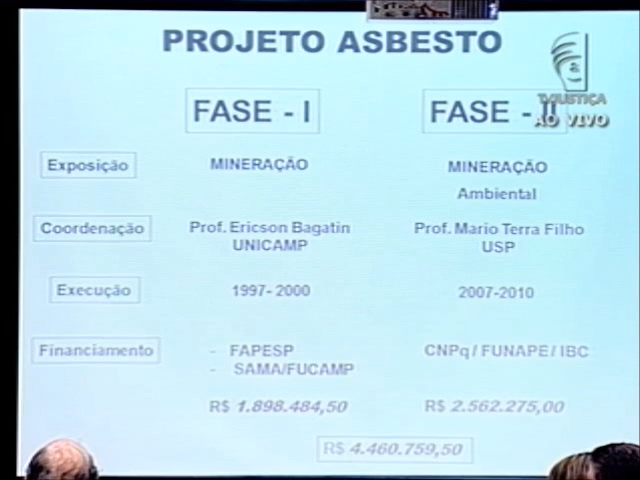 PROJETO ASBESTO
TV JUSTIÇA
AO VIVO
FASE - I
FASE - II
Exposição
MINERAÇÃO
MINERAÇÃO
Ambiental
Coordenação
Prof. Ericson Bagatin
UNICAMP
Prof. Mario Terra Filho
USP
Execução
1997- 2000
2007-2010
Financiamento
- FAPESP
- SAMA/FUCAMP
CNPq / FUNAPE / IBC
R$ 1.898.484,50
R$ 2.562.275,00
R$ 4.460.759,50